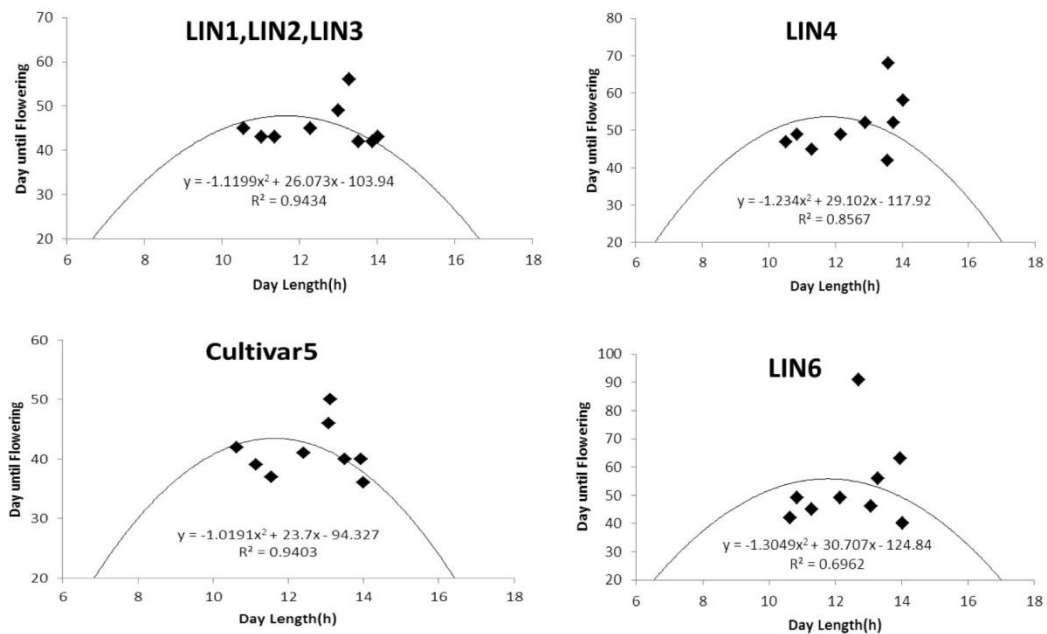 LIN1,LIN2,LIN3
70
60
50
40
30
20
Day until Flowering
y = -1.1199x² + 26.073x - 103.94
R² = 0.9434
6 8 10 12 14 16 18
Day Length(h)
LIN4
80
70
60
50
40
30
20
Day until Flowering
y = -1.234x² + 29.102x - 117.92
R² = 0.8567
6 8 10 12 14 16 18
Day Length(h)
Cultivar5
60
50
40
30
20
Day until Flowering
y = -1.0191x² + 23.7x - 94.327
R² = 0.9403
6 8 10 12 14 16 18
Day Length(h)
LIN6
100
90
80
70
60
50
40
30
20
Day until Flowering
y = -1.3049x² + 30.707x - 124.84
R² = 0.6962
6 8 10 12 14 16 18
Day Length(h)